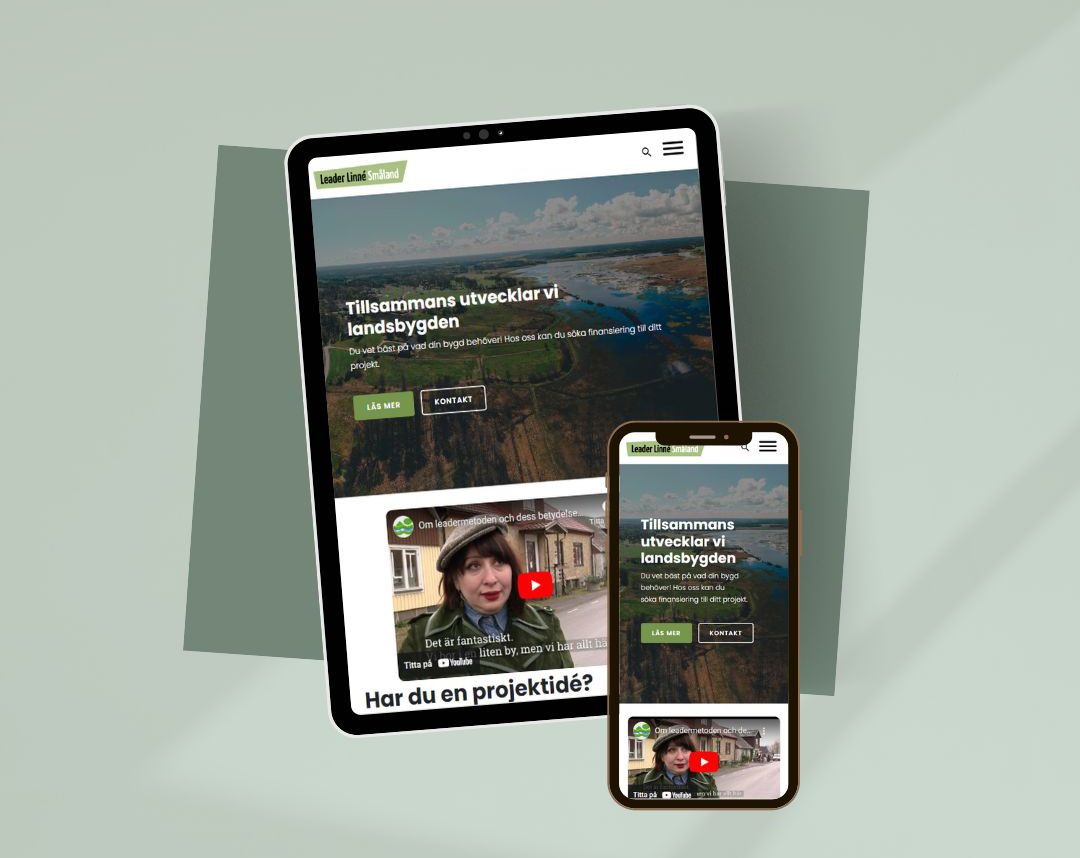 Leader Linné Småland
Tillsammans utvecklar vi
landsbygden
Du vet bäst på vad din bygd behöver! Hos oss kan du söka finansiering till ditt
projekt.
LÄS MER
KONTAKT
Om leadermetoden och dess betydelse...
Titta
Det är fantastiskt.
Vi bor i en liten by, men vi har allt ha
Titta på YouTube
Har du en projektidé?
Leader Linné Småland
Tillsammans
utvecklar vi
landsbygden
Du vet bäst på vad din bygd
behöver! Hos oss kan du
söka finansiering till ditt projekt.
LÄS MER
KONTAKT
Om leadermetoden och de...
Titta på YouTube